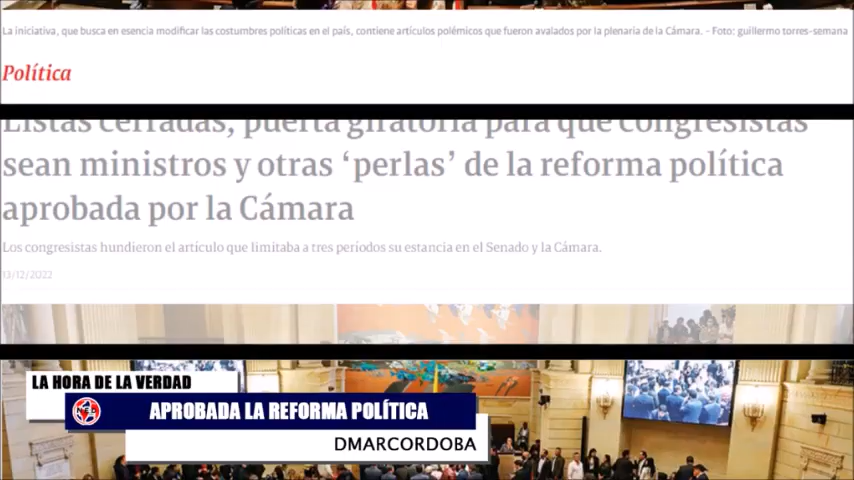 La iniciativa, que busca en esencia modificar las costumbres políticas en el país, contiene artículos polémicos que fueron avalados por la plenaria de la Cámara. – Foto: guillermo torres-semana
Política
Listas cerradas, puerta giratoria para que congresistas
sean ministros y otras ‘perlas’ de la reforma política
aprobada por la Cámara
Los congresistas hundieron el artículo que limitaba a tres períodos su estancia en el Senado y la Cámara.
13/12/2022
LA HORA DE LA VERDAD
APROBADA LA REFORMA POLÍTICA
DMARCORDOBA